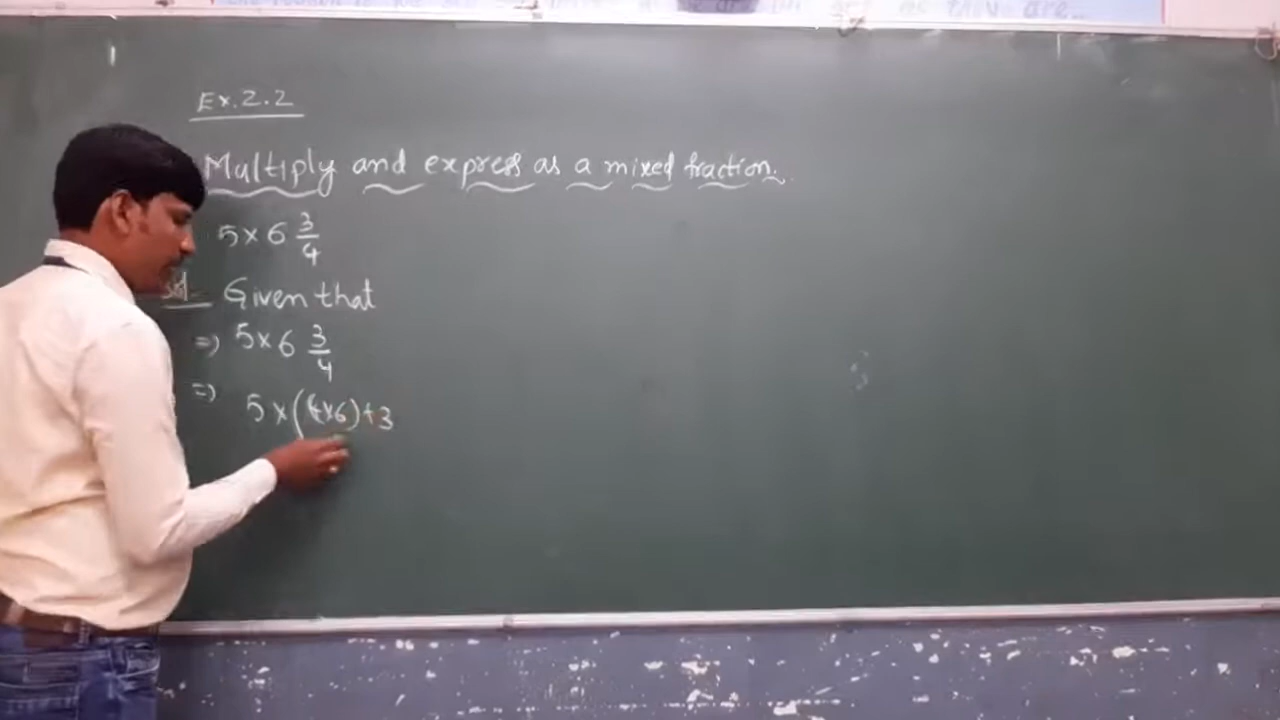 Ex.2.2
Multiply and express as a mixed fraction.
5 × 6 3/4
Sol. Given that
⇒ 5 × 6 3/4
⇒ 5 × (4×6)+3